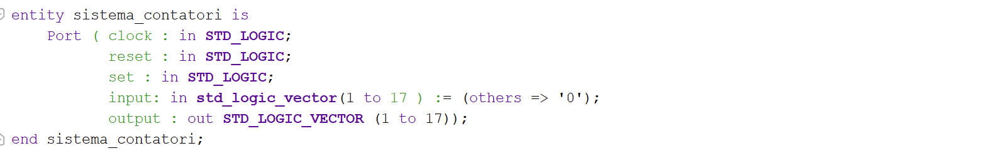 entity sistema_contatori is
Port ( clock : in STD_LOGIC;
reset : in STD_LOGIC;
set : in STD_LOGIC;
input: in std_logic_vector(1 to 17 ) := (others => '0');
output : out STD_LOGIC_VECTOR (1 to 17));
end sistema_contatori;